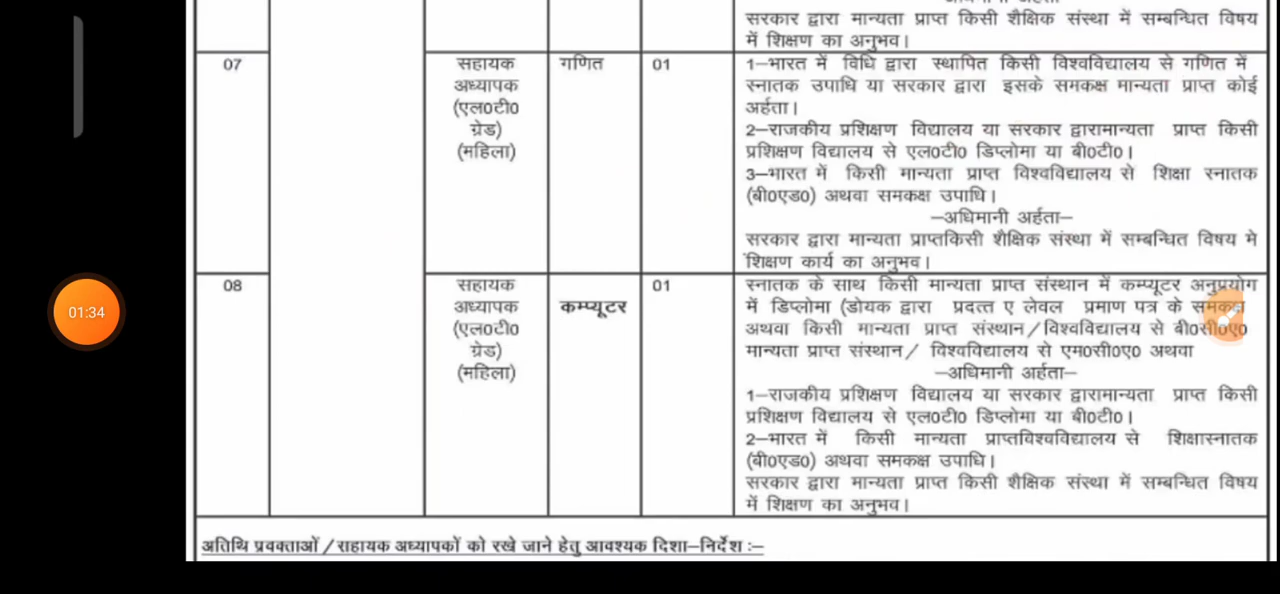 सरकार द्वारा मान्यता प्राप्त किसी शैक्षिक संस्था में सम्बन्धित विषय
में शिक्षण का अनुभव।
07 सहायक गणित 01 1–भारत में विधि द्वारा स्थापित किसी विश्वविद्यालय से गणित में
अध्यापक स्नातक उपाधि या सरकार द्वारा इसके समकक्ष मान्यता प्राप्त कोई
(एल0टी0 अर्हता।
ग्रेड) 2–राजकीय प्रशिक्षण विद्यालय या सरकार द्वारामान्यता प्राप्त किसी
(महिला) प्रशिक्षण विद्यालय से एल0टी0 डिप्लोमा या बी0टी0।
3–भारत में किसी मान्यता प्राप्त विश्वविद्यालय से शिक्षा स्नातक
(बी0एड0) अथवा समकक्ष उपाधि।
–अधिमानी अर्हता–
सरकार द्वारा मान्यता प्राप्तकिसी शैक्षिक संस्था में सम्बन्धित विषय मे
शिक्षण कार्य का अनुभव।
08 सहायक 01 स्नातक के साथ किसी मान्यता प्राप्त संस्थान में कम्प्यूटर अनुप्रयोग
अध्यापक कम्प्यूटर में डिप्लोमा (डोयक द्वारा प्रदत्त ए लेवल प्रमाण पत्र के समकक्ष
(एल0टी0 अथवा किसी मान्यता प्राप्त संस्थान/विश्वविद्यालय से बी0सी0ए0
ग्रेड) मान्यता प्राप्त संस्थान/ विश्वविद्यालय से एम0सी0ए0 अथवा
(महिला) –अधिमानी अर्हता–
1–राजकीय प्रशिक्षण विद्यालय या सरकार द्वारामान्यता प्राप्त किसी
प्रशिक्षण विद्यालय से एल0टी0 डिप्लोमा या बी0टी0।
2–भारत में किसी मान्यता प्राप्तविश्वविद्यालय से शिक्षास्नातक
(बी0एड0) अथवा समकक्ष उपाधि।
सरकार द्वारा मान्यता प्राप्त किसी शैक्षिक संस्था में सम्बन्धित विषय
में शिक्षण का अनुभव।
अतिथि प्रवक्ताओं/सहायक अध्यापकों को रखे जाने हेतु आवश्यक दिशा–निर्देश :–
01:34